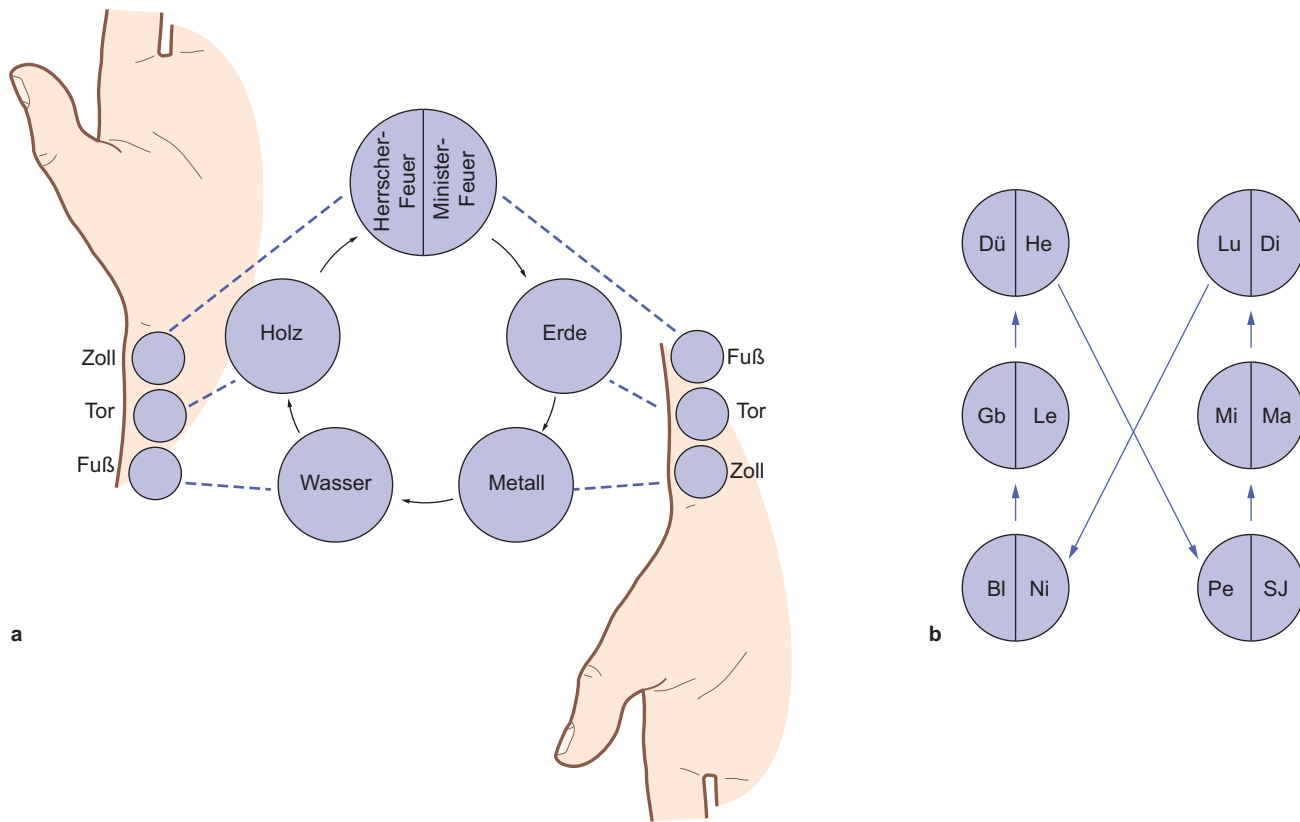 Herrscher-
Feuer
Minister-
Feuer
Holz
Erde
Zoll
Tor
Fuß
Fuß
Tor
Zoll
Wasser
Metall
a
Dü He
Lu Di
Gb Le
Mi Ma
Bl Ni
Pe SJ
b